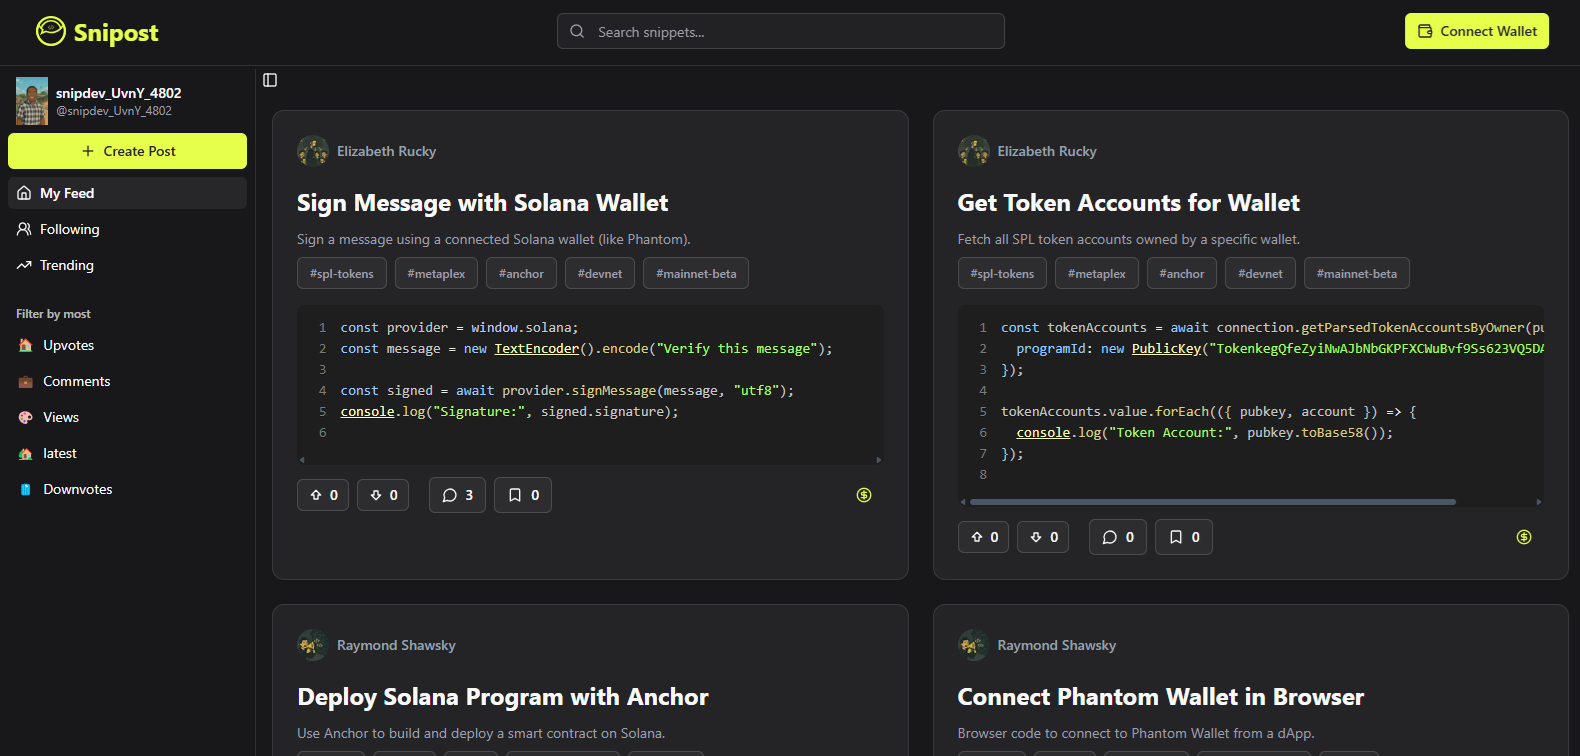 Snipost
Search snippets...
Connect Wallet
snipdev_UvnY_4802
@snipdev_UvnY_4802
Create Post
My Feed
Following
Trending
Filter by most
Upvotes
Comments
Views
latest
Downvotes
Elizabeth Rucky
Sign Message with Solana Wallet
Sign a message using a connected Solana wallet (like Phantom).
#spl-tokens #metaplex #anchor #devnet #mainnet-beta
1 const provider = window.solana;
2 const message = new TextEncoder().encode("Verify this message");
3
4 const signed = await provider.signMessage(message, "utf8");
5 console.log("Signature:", signed.signature);
6
0 0 3 0
Elizabeth Rucky
Get Token Accounts for Wallet
Fetch all SPL token accounts owned by a specific wallet.
#spl-tokens #metaplex #anchor #devnet #mainnet-beta
1 const tokenAccounts = await connection.getParsedTokenAccountsByOwner(pu
2 programId: new PublicKey("TokenkegQfeZyiNwAJbNbGKPFXCWuBvf9Ss623VQ5DA
3 });
4
5 tokenAccounts.value.forEach(({ pubkey, account }) => {
6 console.log("Token Account:", pubkey.toBase58());
7 });
8
0 0 0 0
Raymond Shawsky
Deploy Solana Program with Anchor
Use Anchor to build and deploy a smart contract on Solana.
Raymond Shawsky
Connect Phantom Wallet in Browser
Browser code to connect to Phantom Wallet from a dApp.